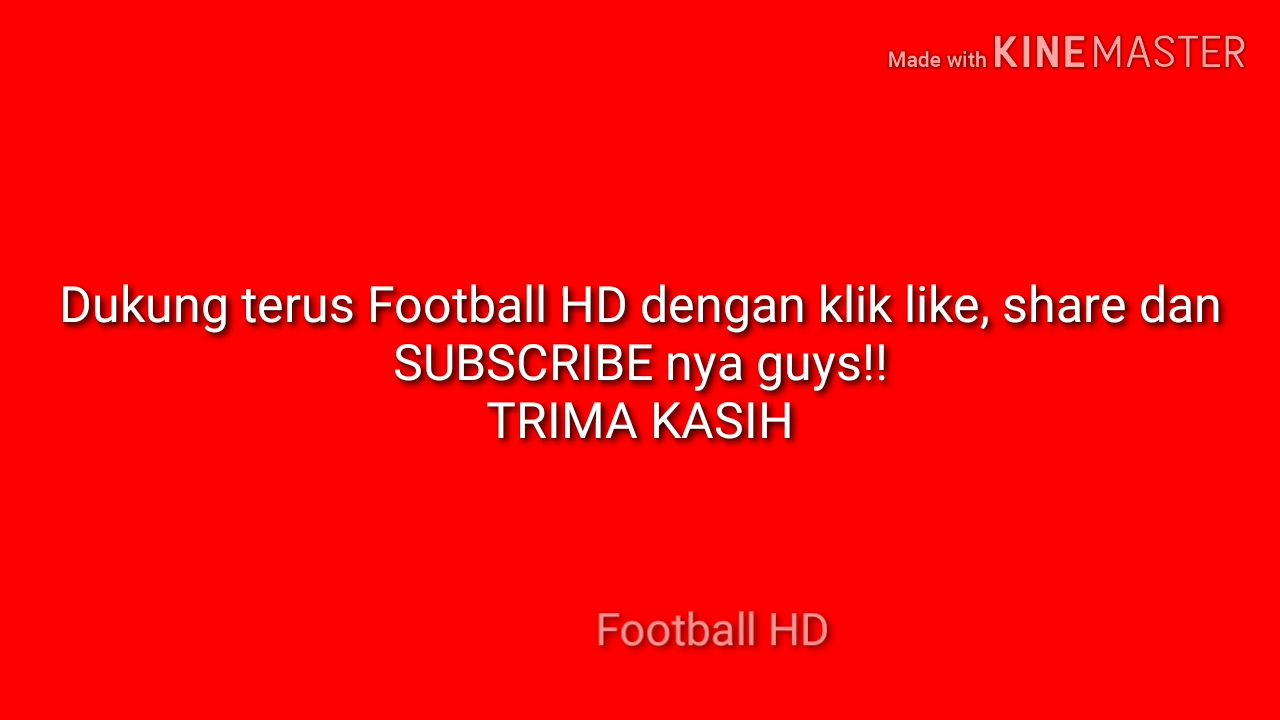 Made with KINEMASTER
Dukung terus Football HD dengan klik like, share dan
SUBSCRIBE nya guys!!
TRIMA KASIH
Football HD